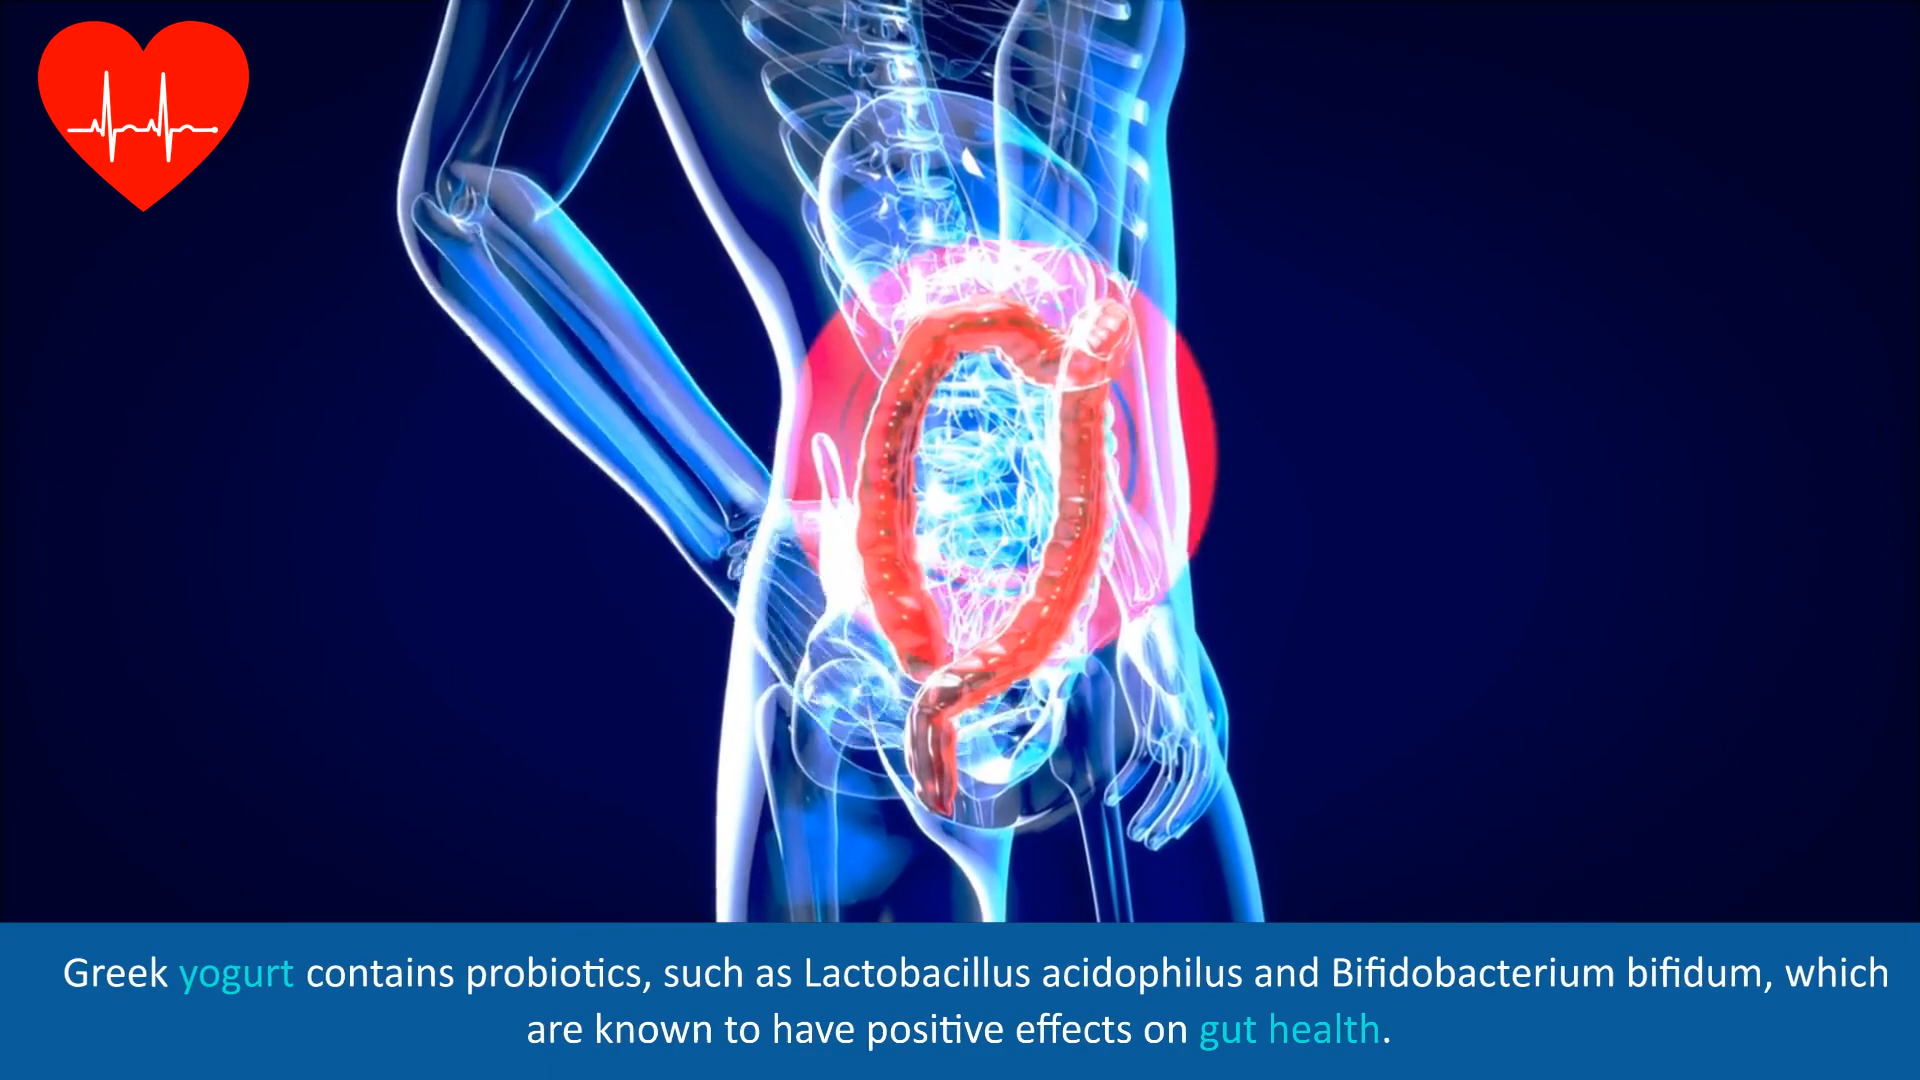 Greek yogurt contains probiotics, such as Lactobacillus acidophilus and Bifidobacterium bifidum, which
are known to have positive effects on gut health.